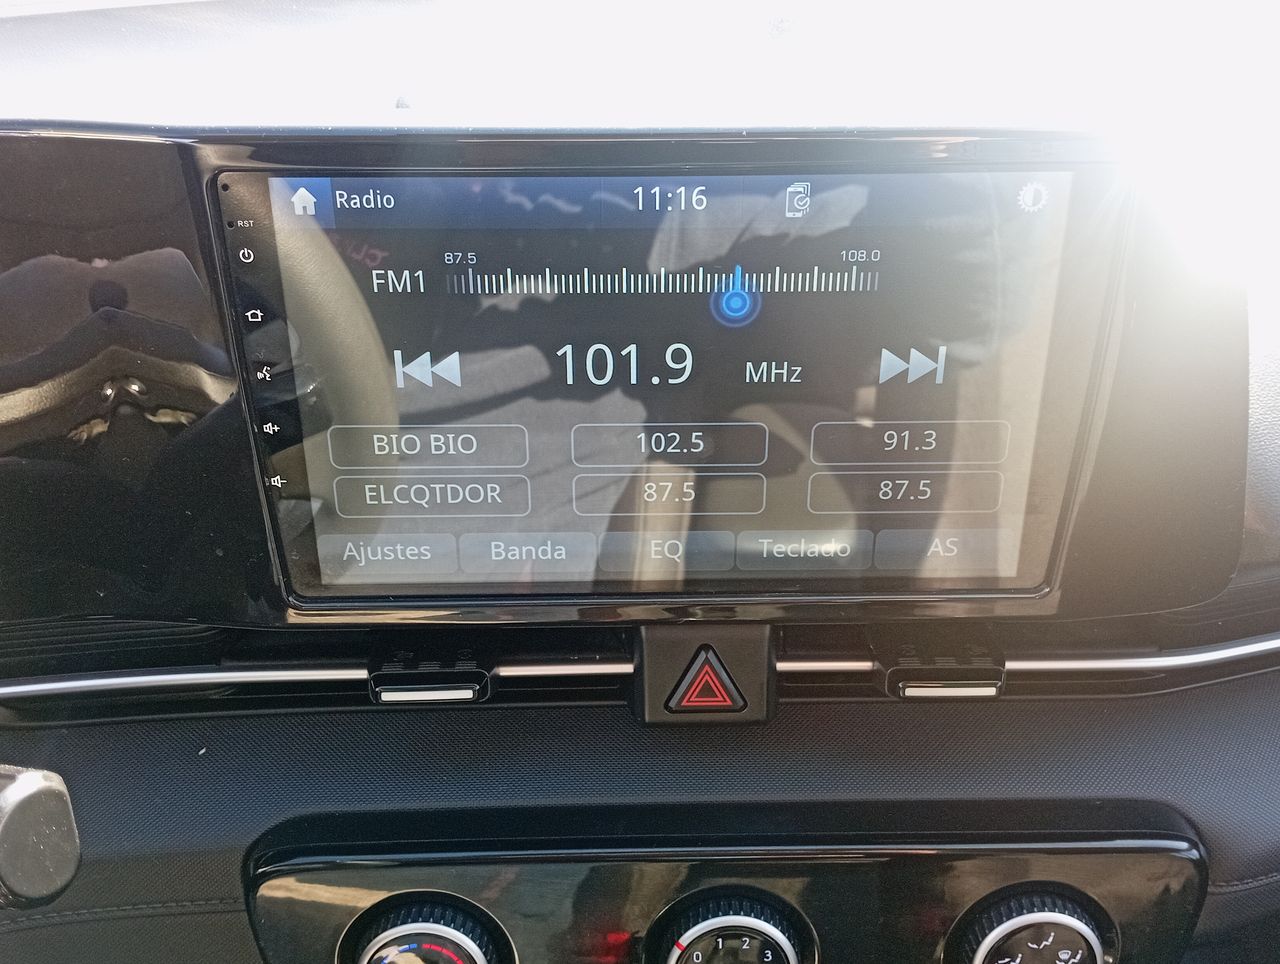 Radio 11:16
RST
87.5 108.0
FM1
101.9 MHz
BIO BIO 102.5 91.3
ELCQTDOR 87.5 87.5
Ajustes Banda EQ Teclado AS
0 1 2 3